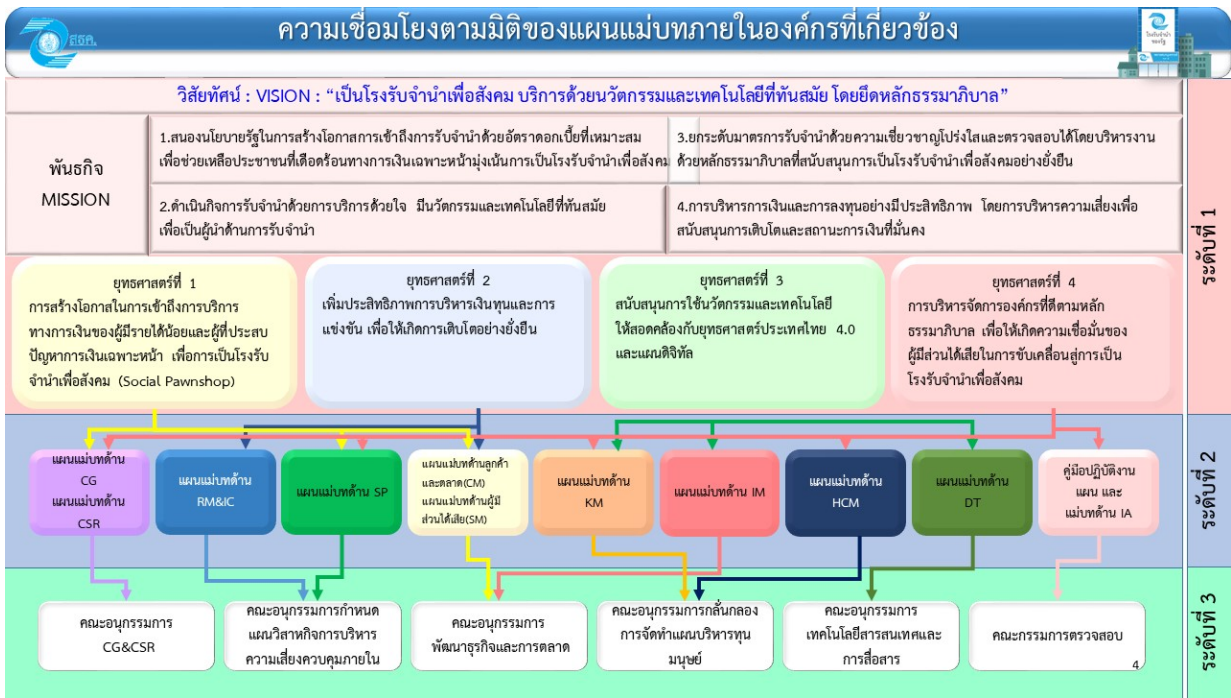 สธค.
ความเชื่อมโยงตามมิติของแผนแม่บทภายในองค์กรที่เกี่ยวข้อง
โรงรับจำนำ
ของรัฐ
วิสัยทัศน์ : VISION : “เป็นโรงรับจำนำเพื่อสังคม บริการด้วยนวัตกรรมและเทคโนโลยีที่ทันสมัย โดยยึดหลักธรรมาภิบาล”
พันธกิจ
MISSION
1.สนองนโยบายรัฐในการสร้างโอกาสการเข้าถึงการรับจำนำด้วยอัตราดอกเบี้ยที่เหมาะสม
เพื่อช่วยเหลือประชาชนที่เดือดร้อนทางการเงินเฉพาะหน้ามุ่งเน้นการเป็นโรงรับจำนำเพื่อสังคม
3.ยกระดับมาตรการรับจำนำด้วยความเชี่ยวชาญโปร่งใสและตรวจสอบได้โดยบริหารงาน
ด้วยหลักธรรมาภิบาลที่สนับสนุนการเป็นโรงรับจำนำเพื่อสังคมอย่างยั่งยืน
2.ดำเนินกิจการรับจำนำด้วยการบริการด้วยใจ มีนวัตกรรมและเทคโนโลยีที่ทันสมัย
เพื่อเป็นผู้นำด้านการรับจำนำ
4.การบริหารการเงินและการลงทุนอย่างมีประสิทธิภาพ โดยการบริหารความเสี่ยงเพื่อ
สนับสนุนการเติบโตและสถานะการเงินที่มั่นคง
ระดับที่ 1
ยุทธศาสตร์ที่ 1
การสร้างโอกาสในการเข้าถึงการบริการ
ทางการเงินของผู้มีรายได้น้อยและผู้ที่ประสบ
ปัญหาการเงินเฉพาะหน้า เพื่อการเป็นโรงรับ
จำนำเพื่อสังคม (Social Pawnshop)
ยุทธศาสตร์ที่ 2
เพิ่มประสิทธิภาพการบริหารเงินทุนและการ
แข่งขัน เพื่อให้เกิดการเติบโตอย่างยั่งยืน
ยุทธศาสตร์ที่ 3
สนับสนุนการใช้นวัตกรรมและเทคโนโลยี
ให้สอดคล้องกับยุทธศาสตร์ประเทศไทย 4.0
และแผนดิจิทัล
ยุทธศาสตร์ที่ 4
การบริหารจัดการองค์กรที่ดีตามหลัก
ธรรมาภิบาล เพื่อให้เกิดความเชื่อมั่นของ
ผู้มีส่วนได้เสียในการขับเคลื่อนสู่การเป็น
โรงรับจำนำเพื่อสังคม
แผนแม่บทด้าน
CG
แผนแม่บทด้าน
CSR
แผนแม่บทด้าน
RM&IC
แผนแม่บทด้าน SP
แผนแม่บทด้านลูกค้า
และตลาด(CM)
แผนแม่บทด้านผู้มี
ส่วนได้เสีย(SM)
แผนแม่บทด้าน
KM
แผนแม่บทด้าน IM
แผนแม่บทด้าน
HCM
แผนแม่บทด้าน
DT
คู่มือปฏิบัติงาน
แผน และ
แม่บทด้าน IA
ระดับที่ 2
คณะอนุกรรมการ
CG&CSR
คณะอนุกรรมการกำหนด
แผนวิสาหกิจการบริหาร
ความเสี่ยงควบคุมภายใน
คณะอนุกรรมการ
พัฒนาธุรกิจและการตลาด
คณะอนุกรรมการกลั่นกลอง
การจัดทำแผนบริหารทุน
มนุษย์
คณะอนุกรรมการ
เทคโนโลยีสารสนเทศและ
การสื่อสาร
คณะกรรมการตรวจสอบ
4
ระดับที่ 3